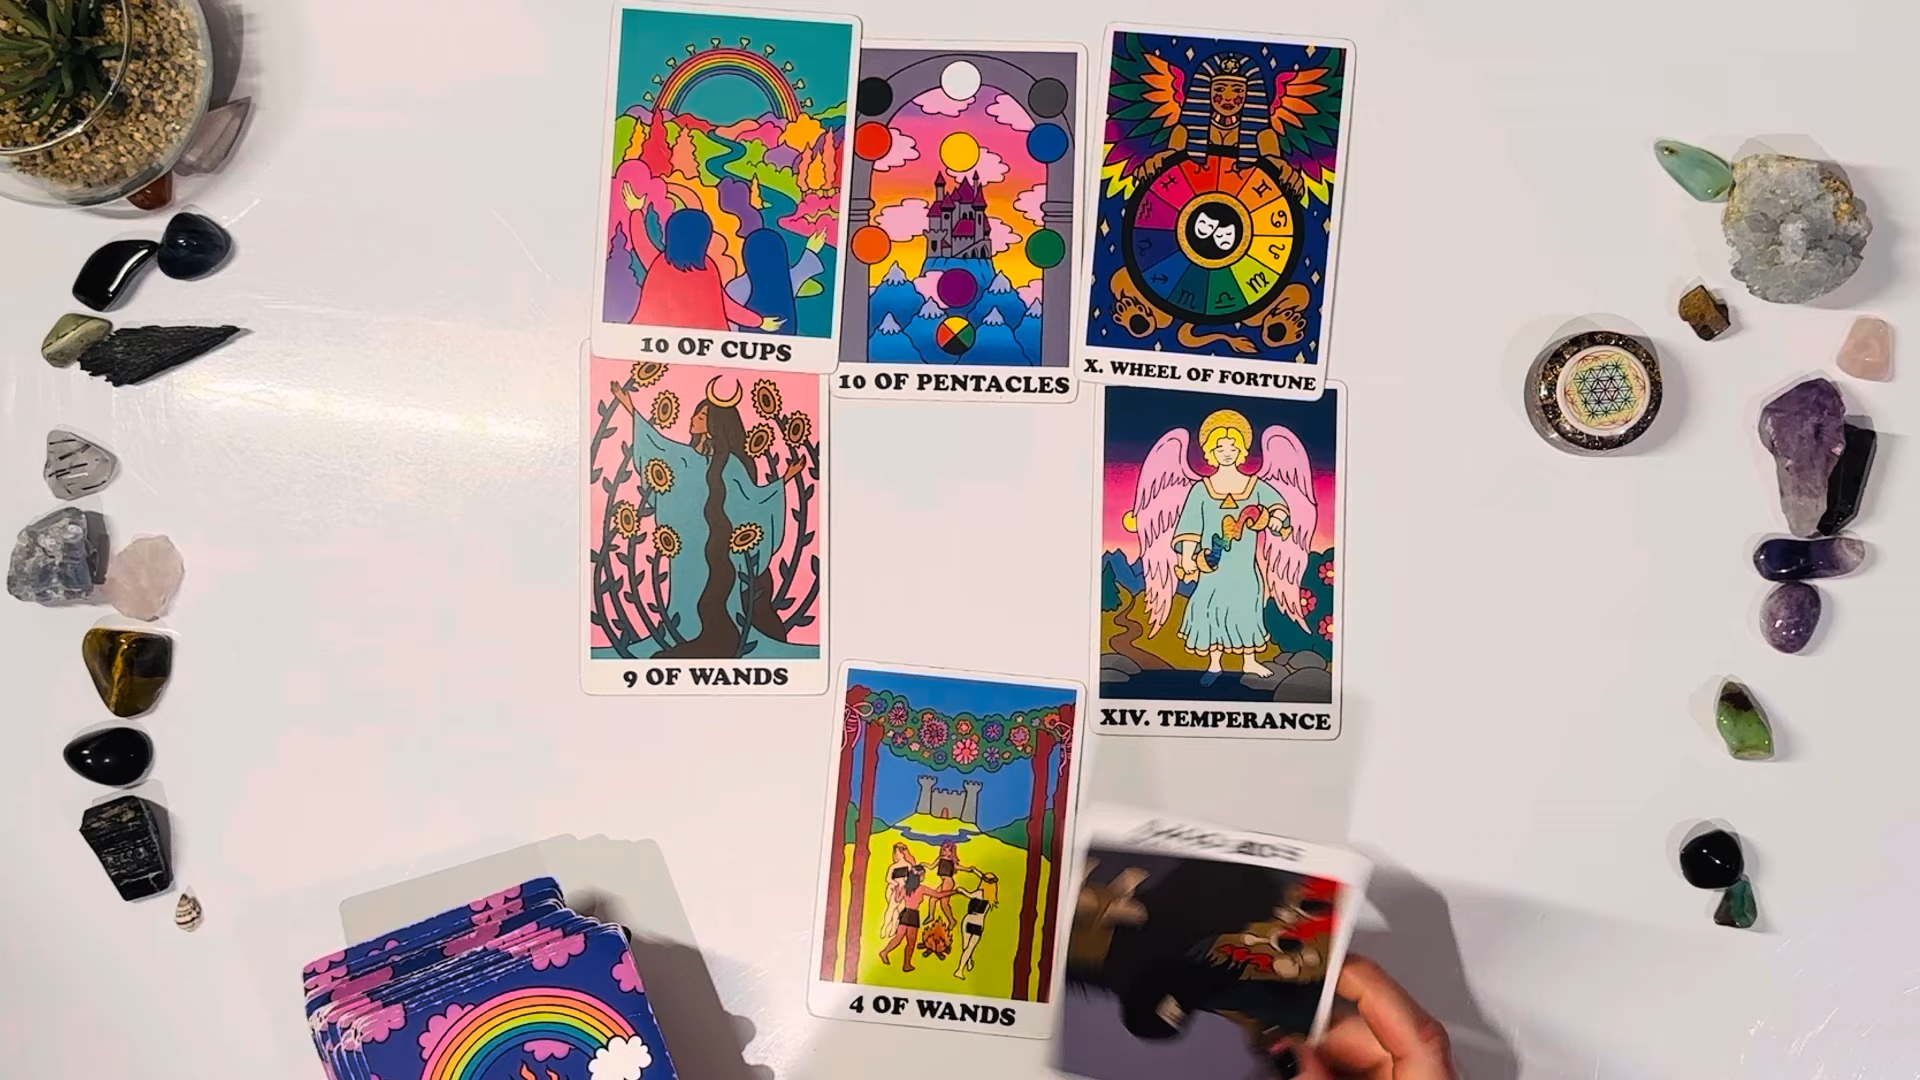 10 OF CUPS
10 OF PENTACLES
X. WHEEL OF FORTUNE
9 OF WANDS
XIV. TEMPERANCE
4 OF WANDS